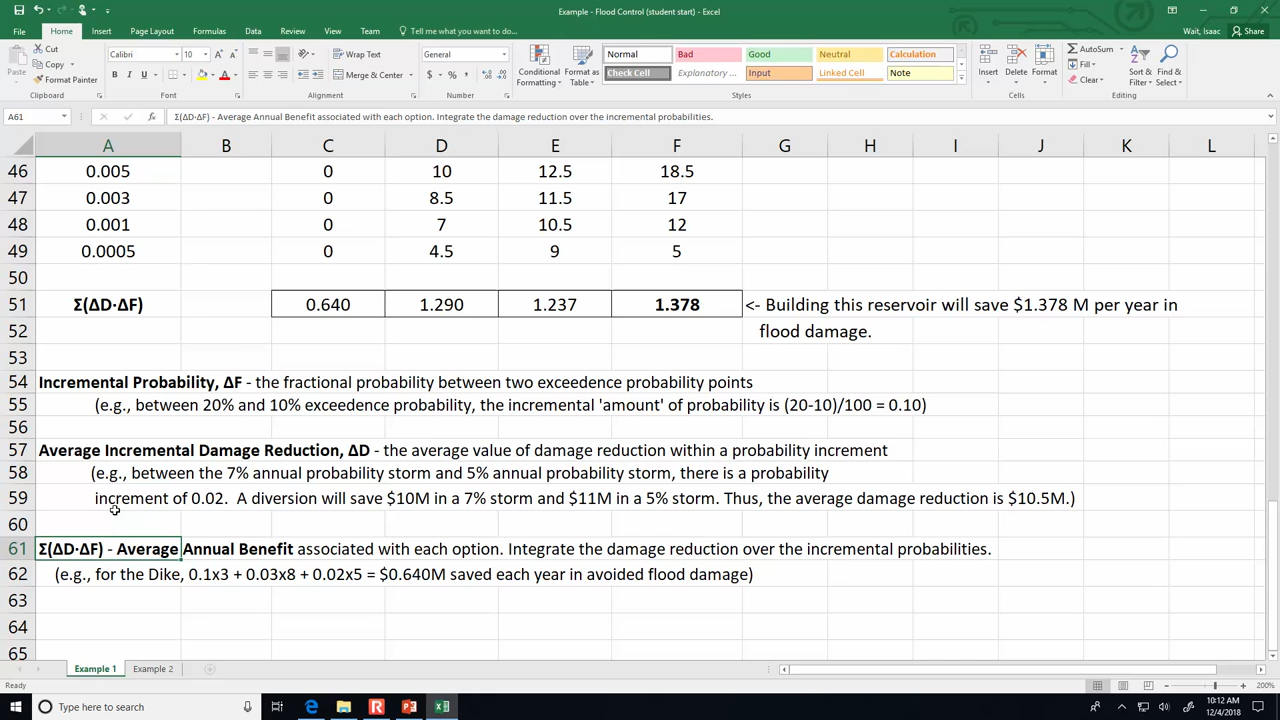 Example - Flood Control (student start) - Excel
File Home Insert Page Layout Formulas Data Review View Team Tell me what you want to do... Wait, Isaac Share
Cut
Copy
Format Painter
Paste
Clipboard
Calibri 10
B I U
Font
Wrap Text
Merge & Center
Alignment
General
$ % ,
Number
Conditional Formatting
Format as Table
Normal Bad Good Neutral Calculation
Check Cell Explanatory ... Input Linked Cell Note
Styles
Insert Delete Format
Cells
AutoSum
Fill
Clear
Sort & Filter
Find & Select
Editing
A61 fx Σ(ΔD·ΔF) - Average Annual Benefit associated with each option. Integrate the damage reduction over the incremental probabilities.
A B C D E F G H I J K L
46 0.005 0 10 12.5 18.5
47 0.003 0 8.5 11.5 17
48 0.001 0 7 10.5 12
49 0.0005 0 4.5 9 5
50
51 Σ(ΔD·ΔF) 0.640 1.290 1.237 1.378 <- Building this reservoir will save $1.378 M per year in
52 flood damage.
53
54 Incremental Probability, ΔF - the fractional probability between two exceedence probability points
55 (e.g., between 20% and 10% exceedence probability, the incremental 'amount' of probability is (20-10)/100 = 0.10)
56
57 Average Incremental Damage Reduction, ΔD - the average value of damage reduction within a probability increment
58 (e.g., between the 7% annual probability storm and 5% annual probability storm, there is a probability
59 increment of 0.02. A diversion will save $10M in a 7% storm and $11M in a 5% storm. Thus, the average damage reduction is $10.5M.)
60
61 Σ(ΔD·ΔF) - Average Annual Benefit associated with each option. Integrate the damage reduction over the incremental probabilities.
62 (e.g., for the Dike, 0.1x3 + 0.03x8 + 0.02x5 = $0.640M saved each year in avoided flood damage)
63
64
65
Example 1 Example 2
Ready 200%
Type here to search
10:12 AM
12/4/2018